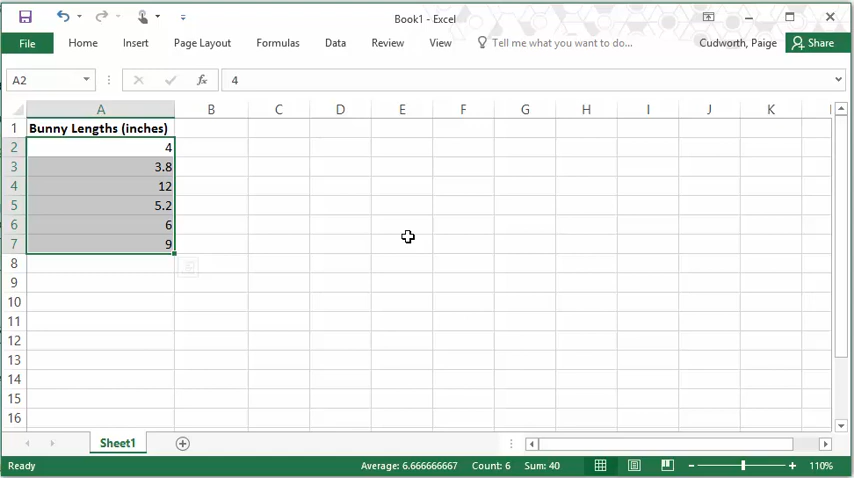 Book1 - Excel
File Home Insert Page Layout Formulas Data Review View Tell me what you want to do... Cudworth, Paige Share
A2 fx 4
A B C D E F G H I J K
1 Bunny Lengths (inches)
2 4
3 3.8
4 12
5 5.2
6 6
7 9
8
9
10
11
12
13
14
15
16
Sheet1
Ready Average: 6.666666667 Count: 6 Sum: 40 110%